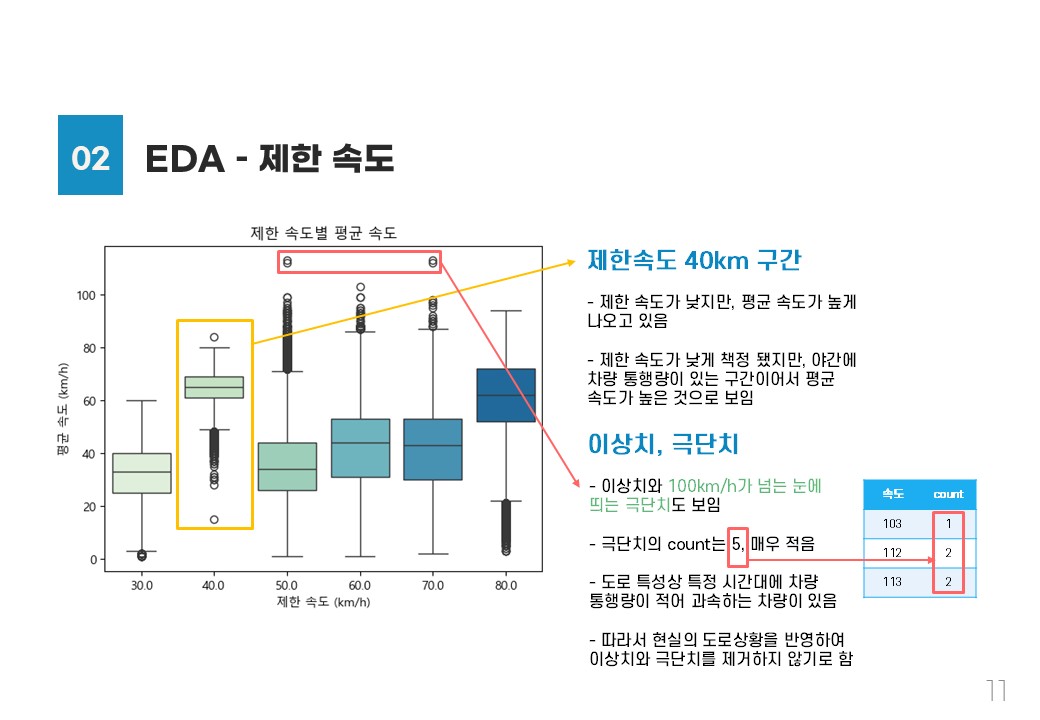 02
EDA - 제한 속도
제한 속도별 평균 속도
평균 속도 (km/h)
100
80
60
40
20
0
30.0
40.0
50.0
60.0
70.0
80.0
제한 속도 (km/h)
제한속도 40km 구간
- 제한 속도가 낮지만, 평균 속도가 높게
나오고 있음
- 제한 속도가 낮게 책정 됐지만, 야간에
차량 통행량이 있는 구간이어서 평균
속도가 높은 것으로 보임
이상치, 극단치
- 이상치와 100km/h가 넘는 눈에
띄는 극단치도 보임
- 극단치의 count는 5, 매우 적음
- 도로 특성상 특정 시간대에 차량
통행량이 적어 과속하는 차량이 있음
- 따라서 현실의 도로상황을 반영하여
이상치와 극단치를 제거하지 않기로 함
속도 count
103 1
112 2
113 2
11